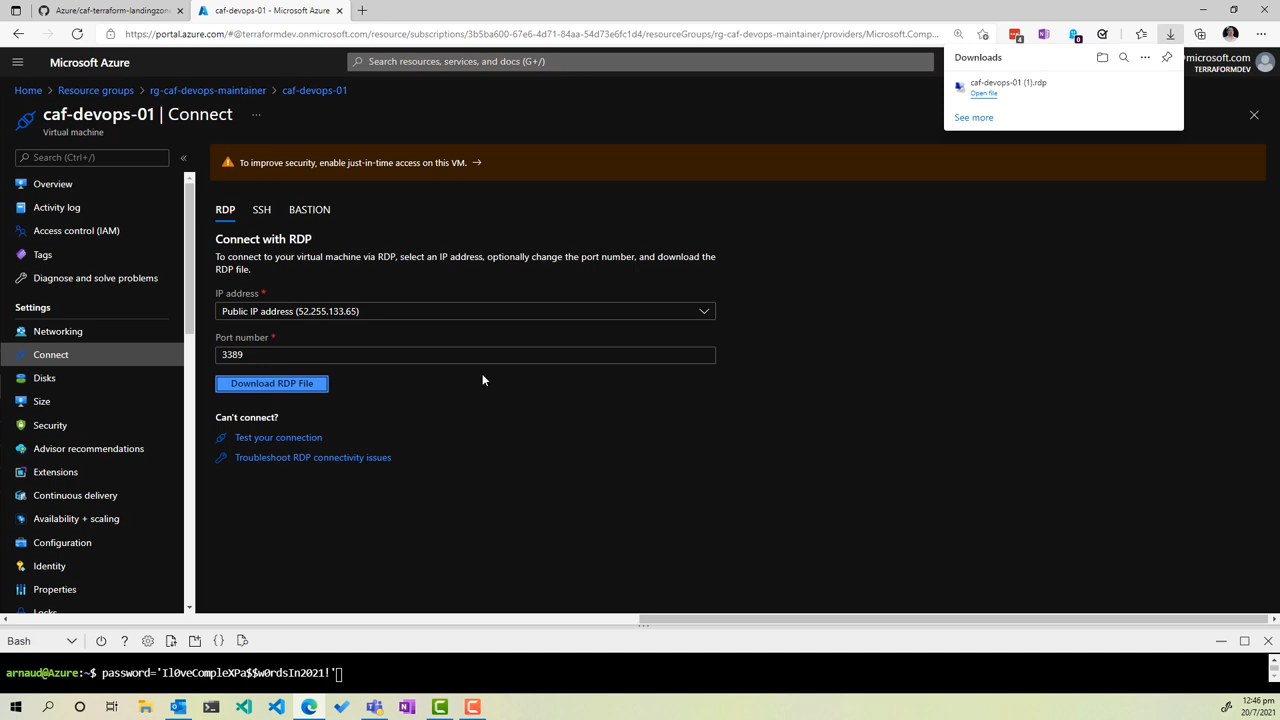 Azure/caf-terraform-landingzon
caf-devops-01 - Microsoft Azure
https://portal.azure.com/#@terraformdev.onmicrosoft.com/resource/subscriptions/3b5ba600-67e6-4d71-84aa-54d73e6fc1d4/resourceGroups/rg-caf-devops-maintainer/providers/Microsoft.Comp...
4
0
Microsoft Azure
Search resources, services, and docs (G+/)
Downloads
caf-devops-01 (1).rdp
Open file
See more
@microsoft.com
TERRAFORMDEV
Home > Resource groups > rg-caf-devops-maintainer > caf-devops-01
caf-devops-01 | Connect ...
Virtual machine
Search (Ctrl+/)
Overview
Activity log
Access control (IAM)
Tags
Diagnose and solve problems
Settings
Networking
Connect
Disks
Size
Security
Advisor recommendations
Extensions
Continuous delivery
Availability + scaling
Configuration
Identity
Properties
Locks
To improve security, enable just-in-time access on this VM. →
RDP SSH BASTION
Connect with RDP
To connect to your virtual machine via RDP, select an IP address, optionally change the port number, and download the
RDP file.
IP address *
Public IP address (52.255.133.65)
Port number *
3389
Download RDP File
Can't connect?
Test your connection
Troubleshoot RDP connectivity issues
Bash
arnaud@Azure:~$ password='Il0veCompleXPa$$w0rdsIn2021!'
12:46 pm
20/7/2021